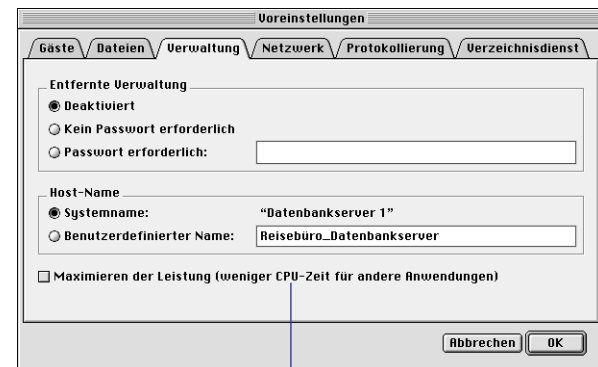 Voreinstellungen
Gäste Dateien Verwaltung Netzwerk Protokollierung Verzeichnisdienst
Entfernte Verwaltung
Deaktiviert
Kein Passwort erforderlich
Passwort erforderlich:
Host-Name
Systemname: “Datenbankserver 1”
Benutzerdefinierter Name: Reisebüro_Datenbankserver
Maximieren der Leistung (weniger CPU-Zeit für andere Anwendungen)
Abbrechen OK